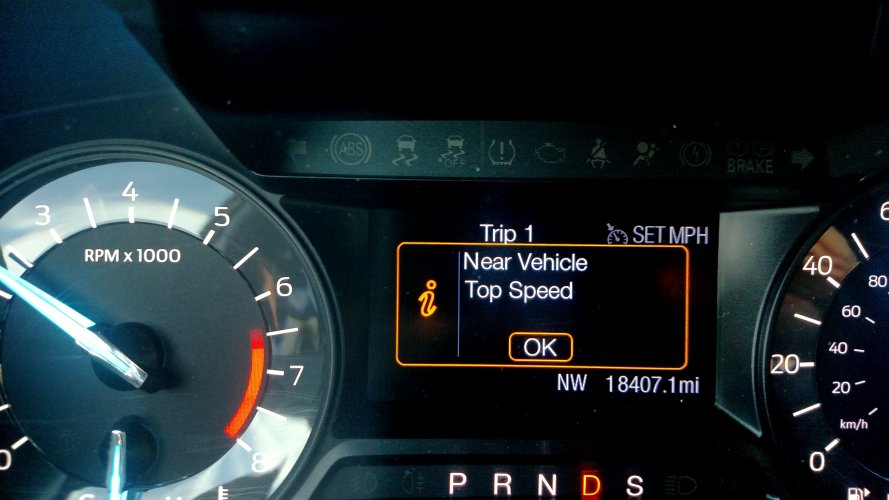 ABS
OFF
BRAKE
3
4
5
6
7
8
0
RPM x 1000
Trip 1
SET MPH
Near Vehicle
Top Speed
i
OK
NW 18407.1mi
P R N D S
40
20
0
80
60
40
20
km/h